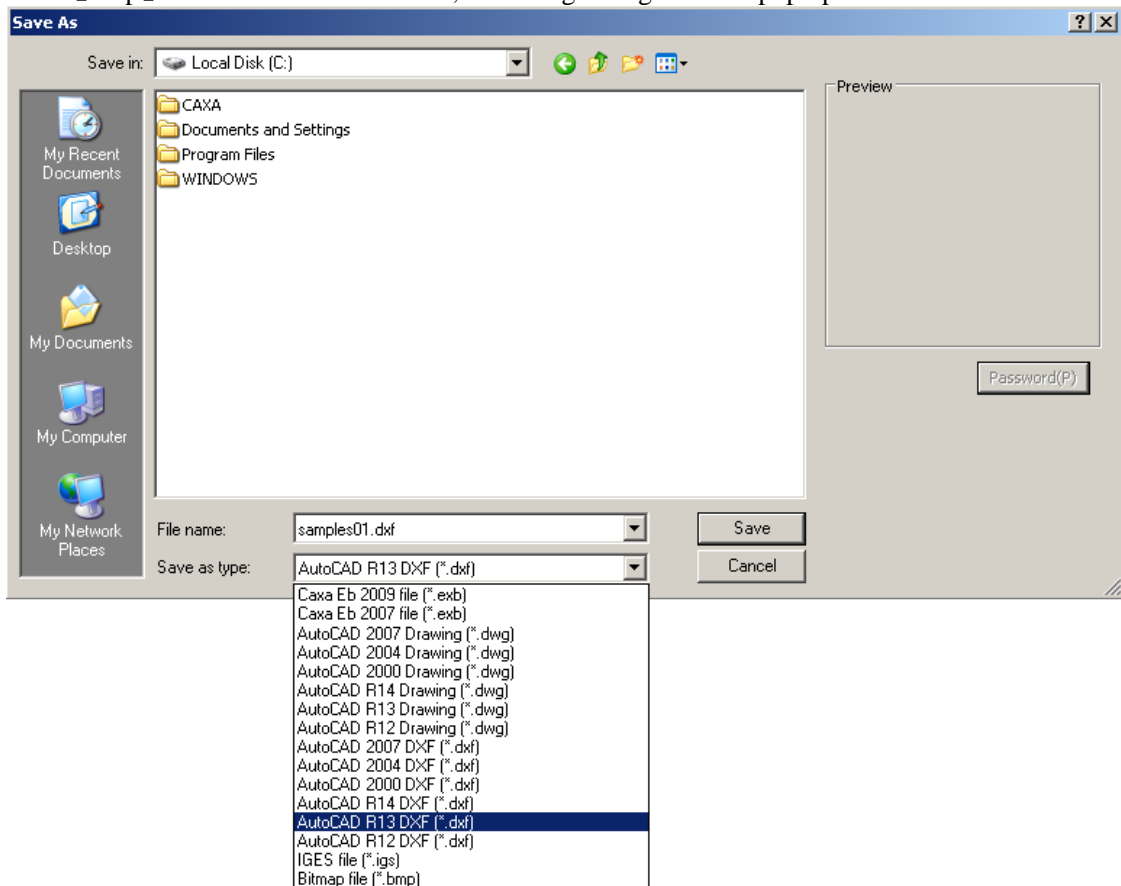 Save As
Save in:
Local Disk (C:)
My Recent
Documents
Desktop
My Documents
My Computer
My Network
Places
CAXA
Documents and Settings
Program Files
WINDOWS
Preview
Password(P)
File name:
samples01.dxf
Save
Save as type:
AutoCAD R13 DXF (*.dxf)
Cancel
Caxa Eb 2009 file (*.exb)
Caxa Eb 2007 file (*.exb)
AutoCAD 2007 Drawing (*.dwg)
AutoCAD 2004 Drawing (*.dwg)
AutoCAD 2000 Drawing (*.dwg)
AutoCAD R14 Drawing (*.dwg)
AutoCAD R13 Drawing (*.dwg)
AutoCAD R12 Drawing (*.dwg)
AutoCAD 2007 DXF (*.dxf)
AutoCAD 2004 DXF (*.dxf)
AutoCAD 2000 DXF (*.dxf)
AutoCAD R14 DXF (*.dxf)
AutoCAD R13 DXF (*.dxf)
AutoCAD R12 DXF (*.dxf)
IGES file (*.igs)
Bitmap file (*.bmp)